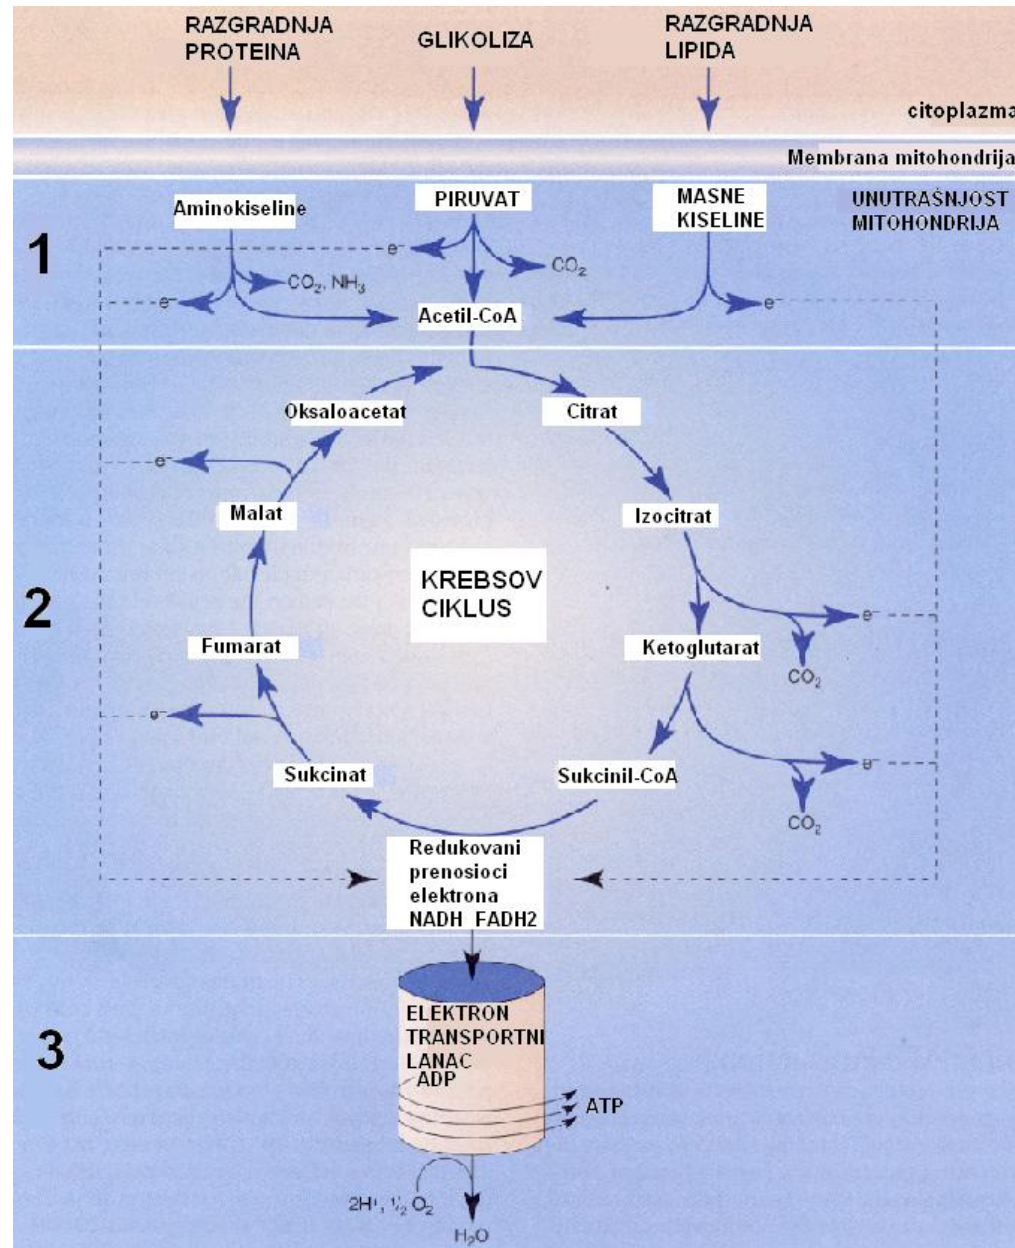 RAZGRADNJA
PROTEINA
GLIKOLIZA
RAZGRADNJA
LIPIDA
citoplazma
Membrana mitohondrija
Aminokiseline
PIRUVAT
MASNE
KISELINE
UNUTRAŠNJOST
MITOHONDRIJA
1
e⁻
CO₂
CO₂, NH₃
e⁻
e⁻
Acetil-CoA
Oksaloacetat
Citrat
e⁻
Malat
Izocitrat
KREBSOV
CIKLUS
2
e⁻
Fumarat
Ketoglutarat
CO₂
e⁻
e⁻
Sukcinat
Sukcinil-CoA
CO₂
Redukovani
prenosioci
elektrona
NADH FADH2
3
ELEKTRON
TRANSPORTNI
LANAC
ADP
ATP
2H⁺, ½ O₂
H₂O